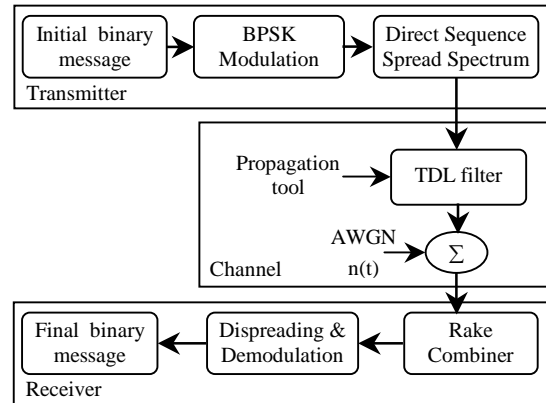 Initial binary
message
BPSK
Modulation
Direct Sequence
Spread Spectrum
Transmitter
Propagation
tool
TDL filter
AWGN
n(t)
Σ
Channel
Final binary
message
Dispreading &
Demodulation
Rake
Combiner
Receiver